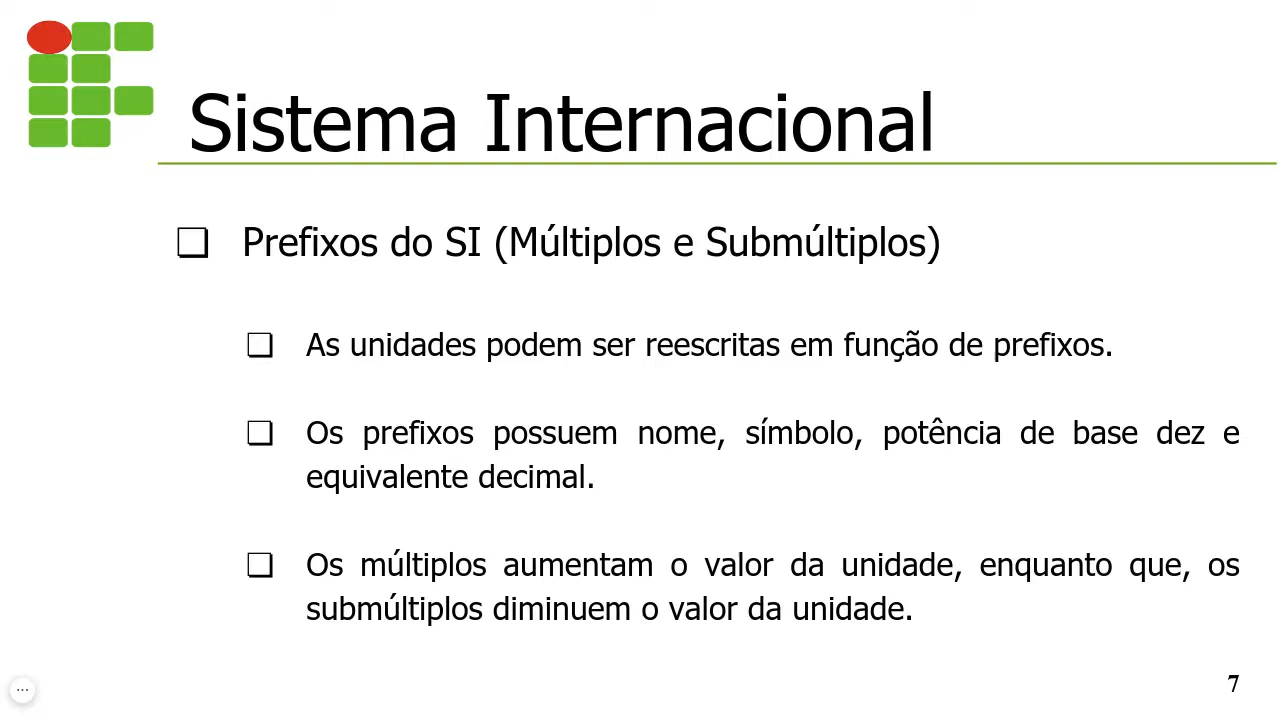 Sistema Internacional
❏ Prefixos do SI (Múltiplos e Submúltiplos)
❏ As unidades podem ser reescritas em função de prefixos.
❏ Os prefixos possuem nome, símbolo, potência de base dez e
equivalente decimal.
❏ Os múltiplos aumentam o valor da unidade, enquanto que, os
submúltiplos diminuem o valor da unidade.
...
7